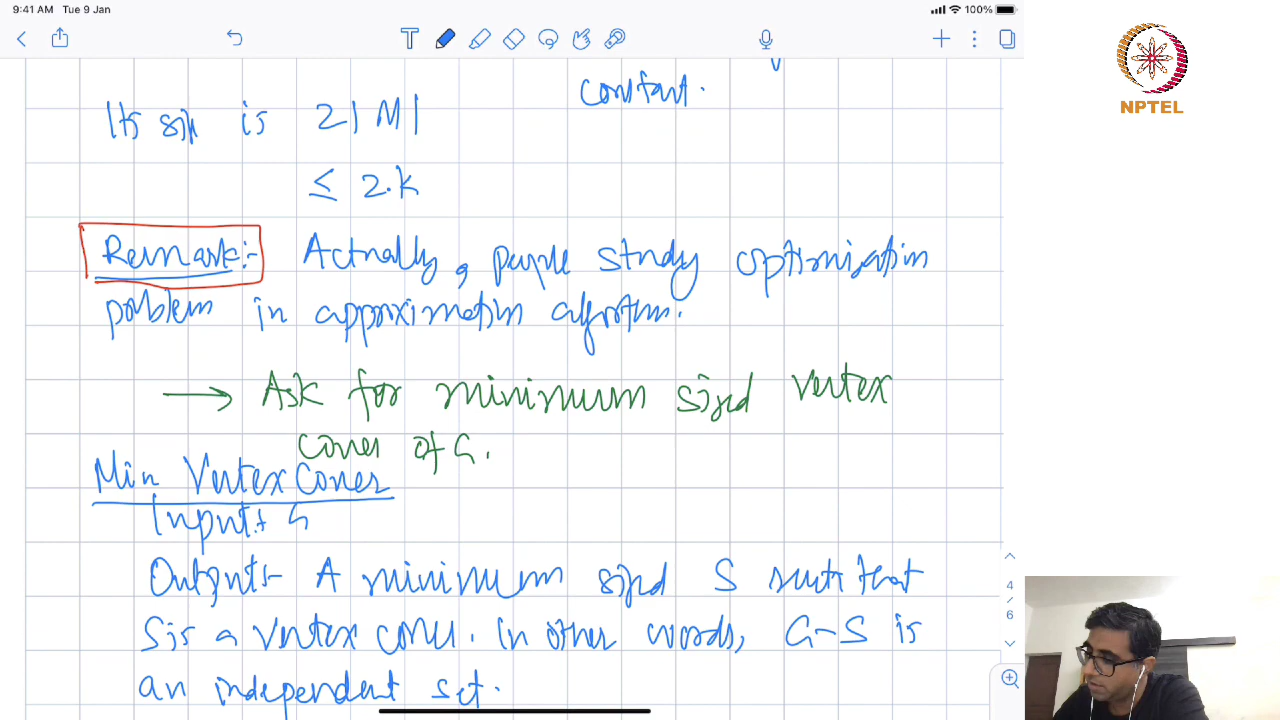 9:41 AM Tue 9 Jan
100%
NPTEL
constant.
Its size is 2|M|
≤ 2.k
Remark:- Actually, people study optimization
problem in approximation algorithm.
→ Ask for minimum sized vertex
cover of G.
Min Vertex Cover
Input:- G
Output:- A minimum sized S such that
S is a vertex cover. In other words, G-S is
an independent set.
4
/
6